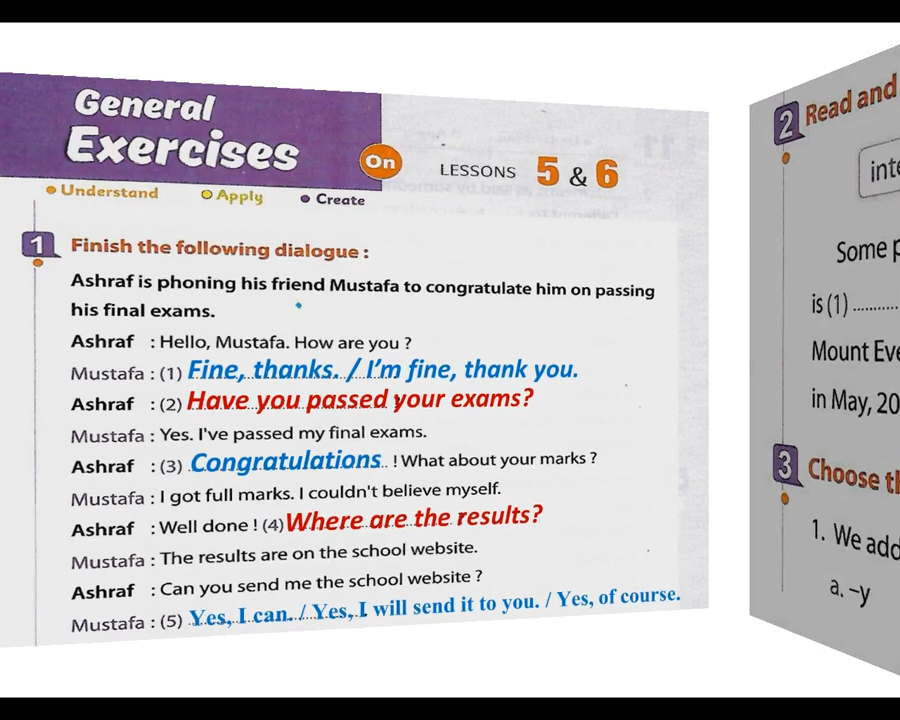 General
Exercises
On
LESSONS 5 & 6
Understand Apply Create
1 Finish the following dialogue :
Ashraf is phoning his friend Mustafa to congratulate him on passing
his final exams.
Ashraf : Hello, Mustafa. How are you ?
Mustafa : (1) Fine, thanks. / I'm fine, thank you.
Ashraf : (2) Have you passed your exams?
Mustafa : Yes. I've passed my final exams.
Ashraf : (3) Congratulations ! What about your marks ?
Mustafa : I got full marks. I couldn't believe myself.
Ashraf : Well done ! (4) Where are the results?
Mustafa : The results are on the school website.
Ashraf : Can you send me the school website ?
Mustafa : (5) Yes, I can. / Yes, I will send it to you. / Yes, of course.
2 Read and
Some
is (1) ..........
Mount
in May,
3 Choose
1. We
a. –y